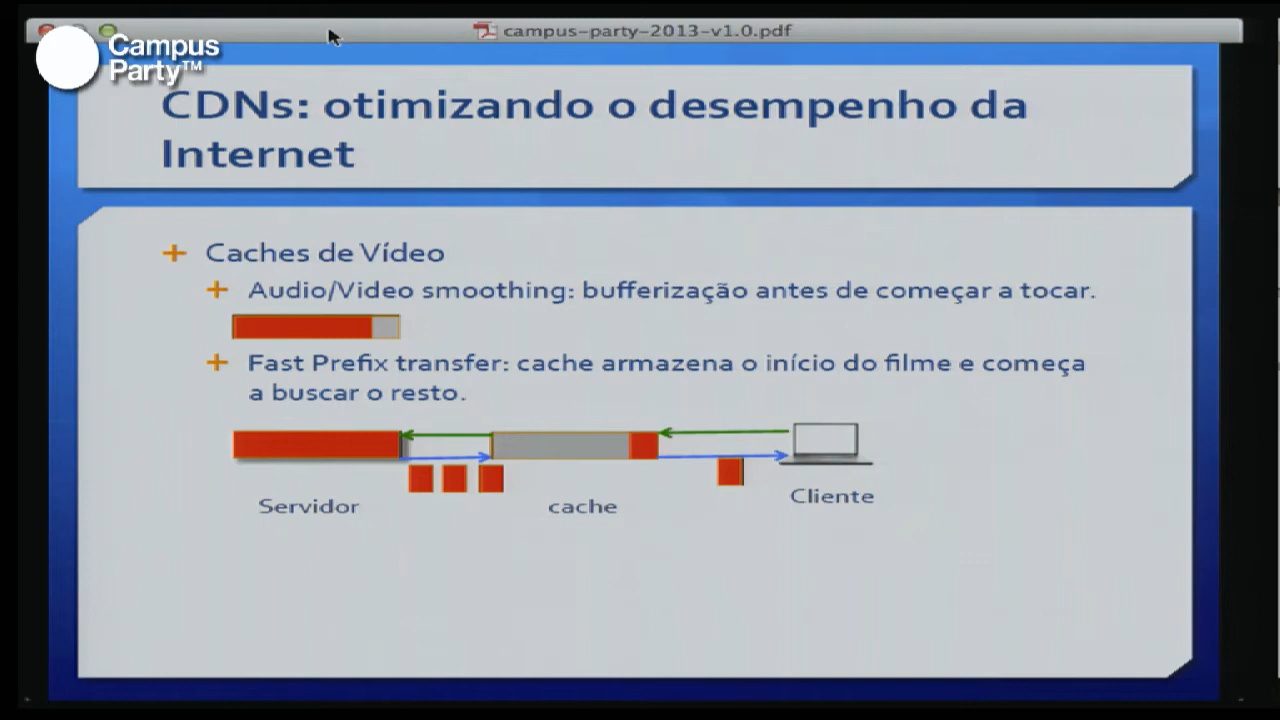 campus-party-2013-v1.0.pdf
Campus
Party™
CDNs: otimizando o desempenho da
Internet
Caches de Vídeo
Audio/Video smoothing: bufferização antes de começar a tocar.
Fast Prefix transfer: cache armazena o início do filme e começa
a buscar o resto.
Servidor
cache
Cliente